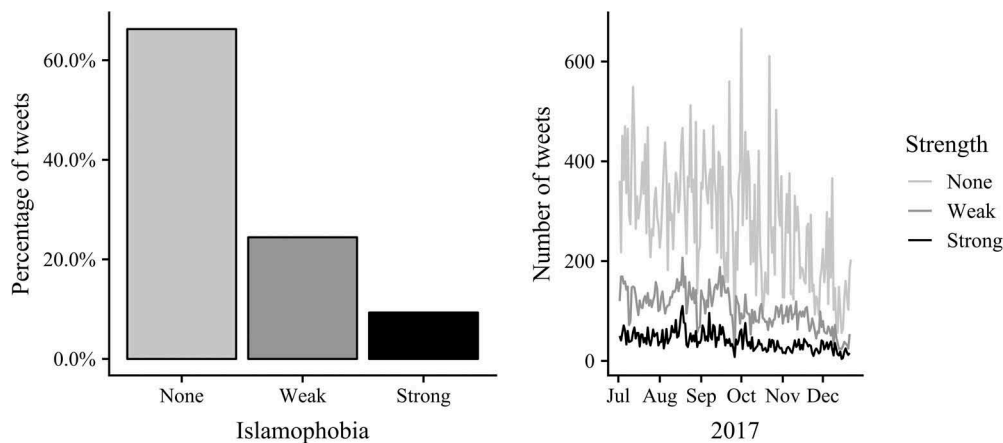 Percentage of tweets
60.0%
40.0%
20.0%
0.0%
None Weak Strong
Islamophobia
Number of tweets
600
400
200
0
Jul Aug Sep Oct Nov Dec
2017
Strength
None
Weak
Strong